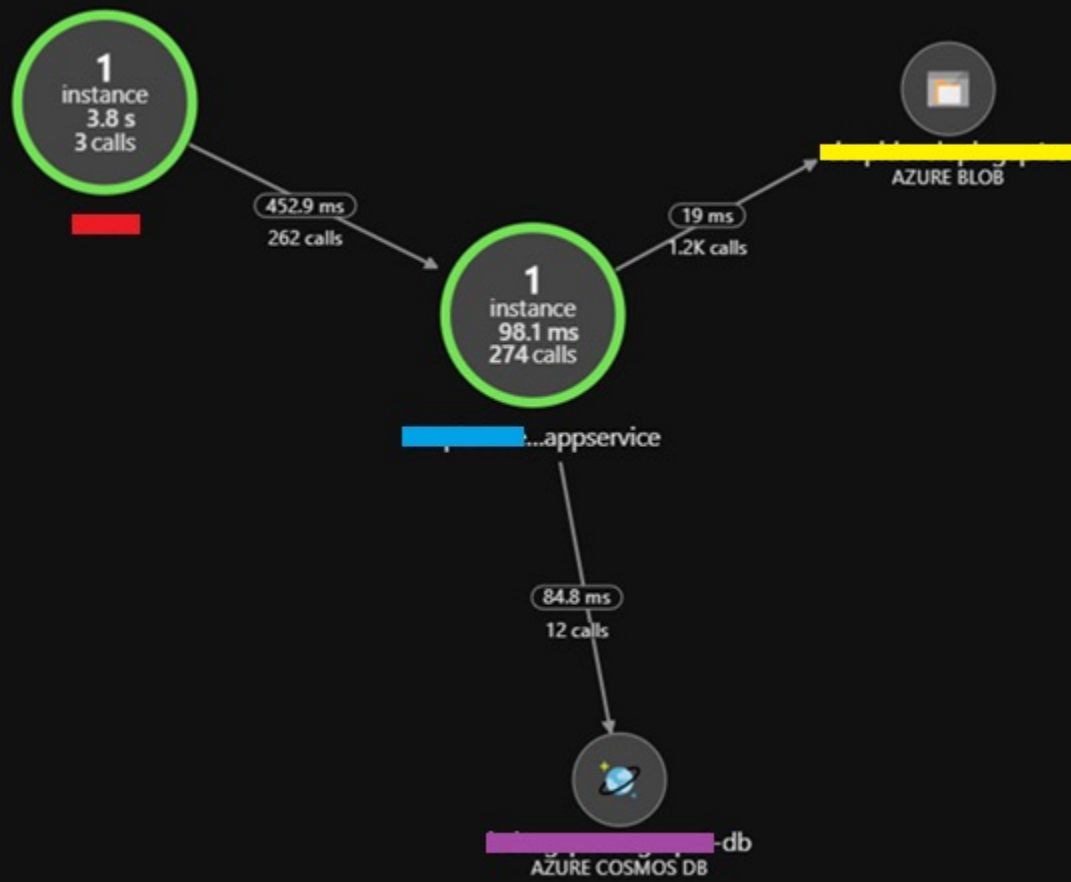 1
instance
3.8 s
3 calls
452.9 ms
262 calls
1
instance
98.1 ms
274 calls
...appservice
19 ms
1.2K calls
AZURE BLOB
84.8 ms
12 calls
-db
AZURE COSMOS DB